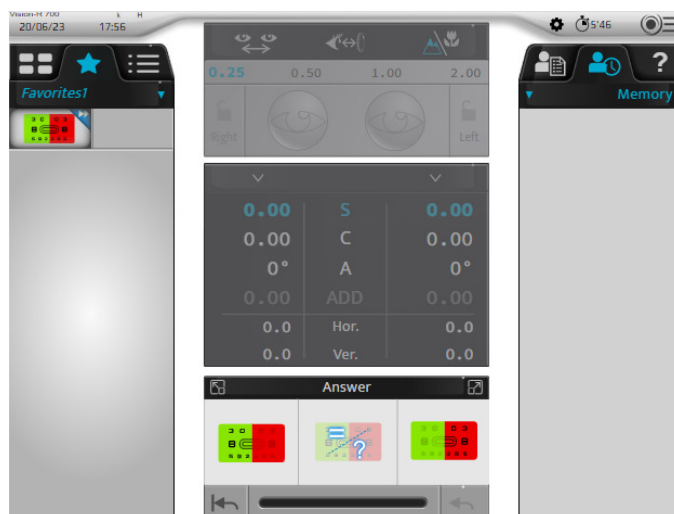 Vision-R 700
λ H
20/06/23 17:56
5'46
Favorites1
Memory
?
0.25 0.50 1.00 2.00
Right Left
0.00 S 0.00
0.00 C 0.00
0° A 0°
0.00 ADD 0.00
0.0 Hor. 0.0
0.0 Ver. 0.0
Answer
?